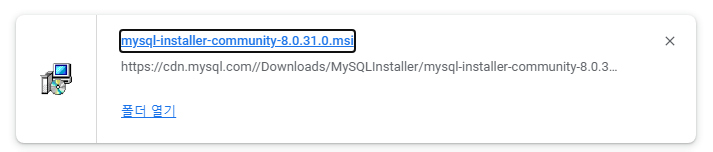 mysql-installer-community-8.0.31.0.msi
https://cdn.mysql.com//Downloads/MySQLInstaller/mysql-installer-community-8.0.3…
폴더 열기